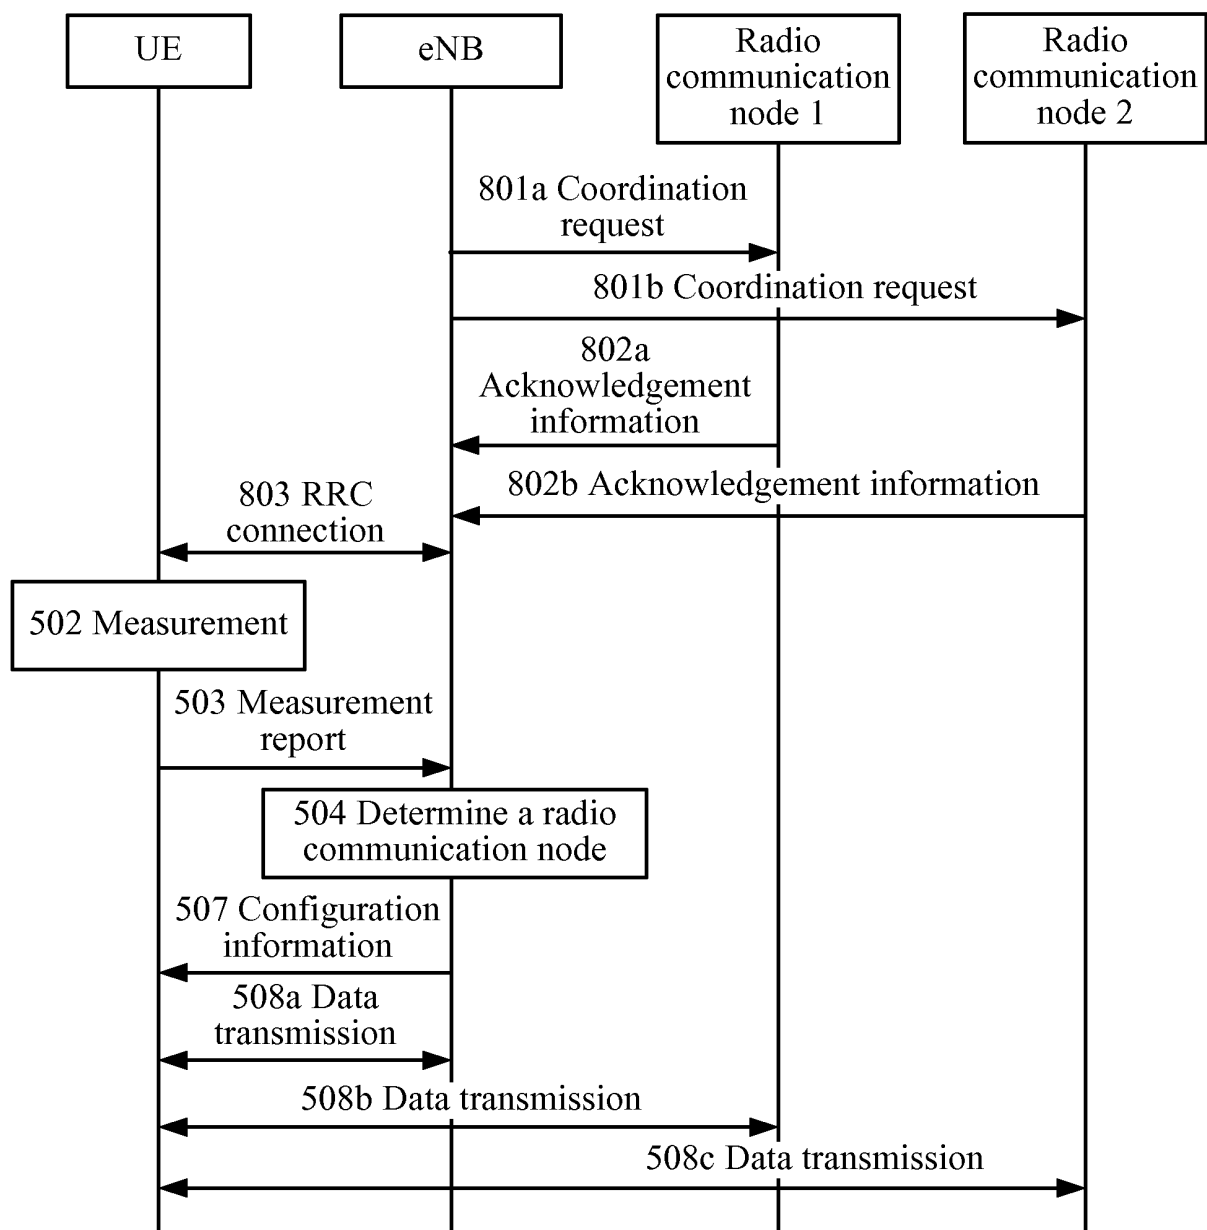 UE
eNB
Radio
communication
node 1
Radio
communication
node 2
801a Coordination
request
801b Coordination request
802a
Acknowledgement
information
802b Acknowledgement information
803 RRC
connection
502 Measurement
503 Measurement
report
504 Determine a radio
communication node
507 Configuration
information
508a Data
transmission
508b Data transmission
508c Data transmission